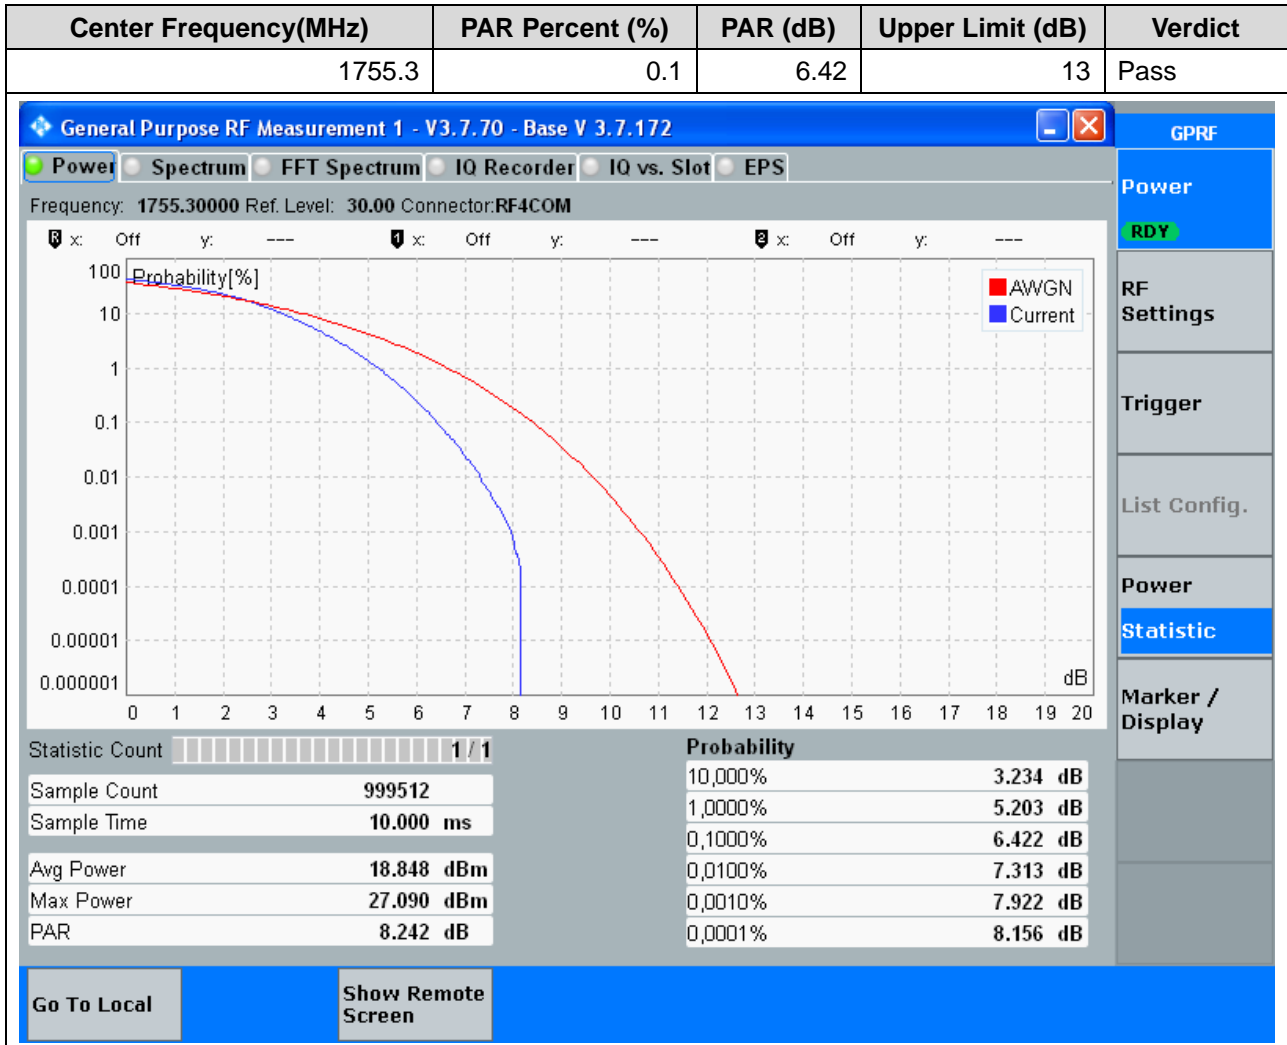 Center Frequency(MHz) PAR Percent (%) PAR (dB) Upper Limit (dB) Verdict
1755.3 0.1 6.42 13 Pass
General Purpose RF Measurement 1 - V3.7.70 - Base V 3.7.172
GPRF
Power Spectrum FFT Spectrum IQ Recorder IQ vs. Slot EPS
Frequency: 1755.30000 Ref. Level: 30.00 Connector:RF4COM
R x: Off y: --- 1 x: Off y: --- 2 x: Off y: ---
Probability[%]
AWGN
Current
100
10
1
0.1
0.01
0.001
0.0001
0.00001
0.000001
dB
0 1 2 3 4 5 6 7 8 9 10 11 12 13 14 15 16 17 18 19 20
Statistic Count 1 / 1
Sample Count 999512
Sample Time 10.000 ms
Avg Power 18.848 dBm
Max Power 27.090 dBm
PAR 8.242 dB
Probability
10,000% 3.234 dB
1,0000% 5.203 dB
0,1000% 6.422 dB
0,0100% 7.313 dB
0,0010% 7.922 dB
0,0001% 8.156 dB
Power
RDY
RF
Settings
Trigger
List Config.
Power
Statistic
Marker /
Display
Go To Local
Show Remote
Screen